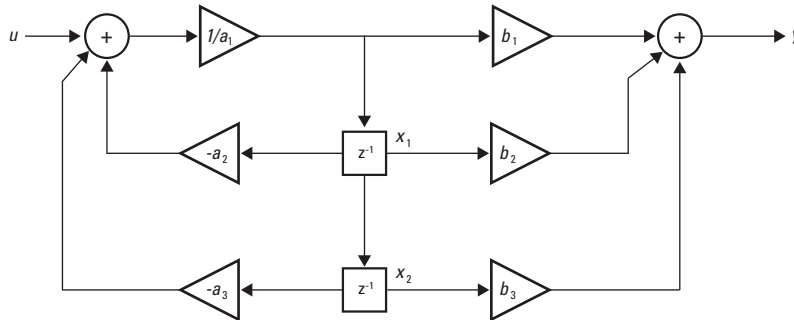 u + 1/a₁ b₁ +
-a₂ z⁻¹ x₁ b₂
-a₃ z⁻¹ x₂ b₃